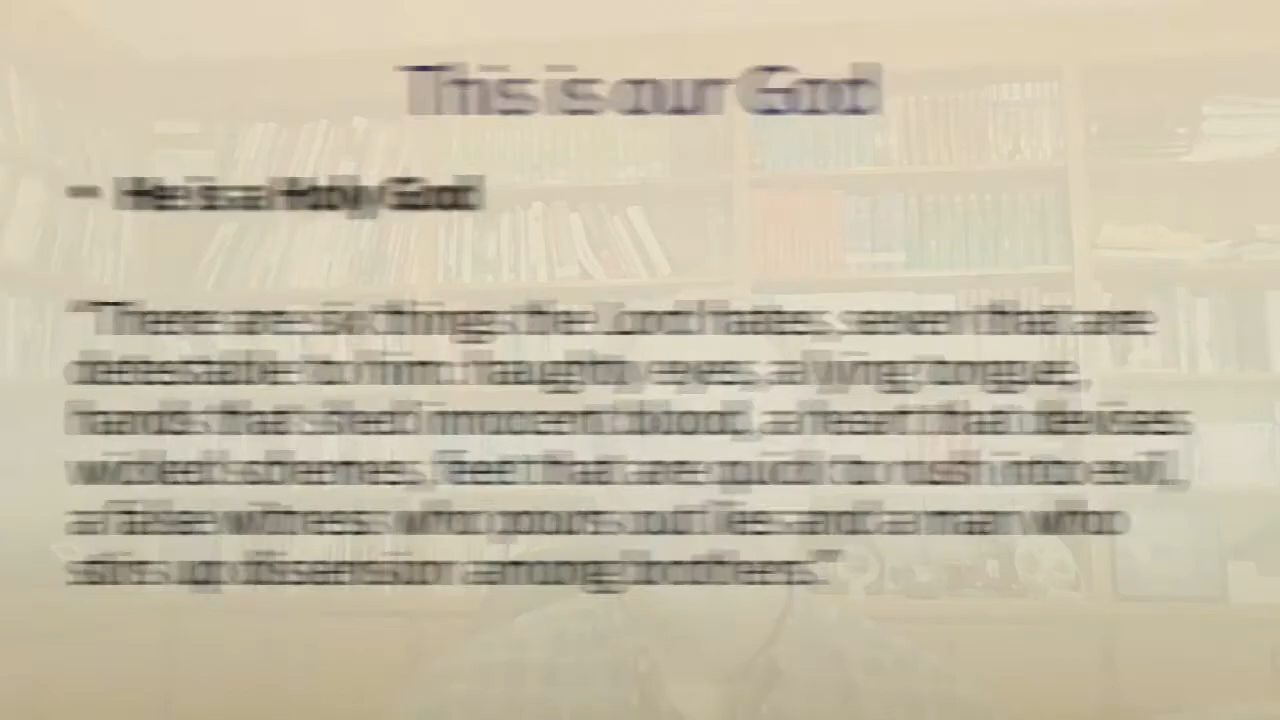 This is our God
– He is a Holy God
“There are six things the Lord hates, seven that are
detestable to him: haughty eyes, a lying tongue,
hands that shed innocent blood, a heart that devises
wicked schemes, feet that are quick to rush into evil,
a false witness who pours out lies and a man who
stirs up dissension among brothers.”